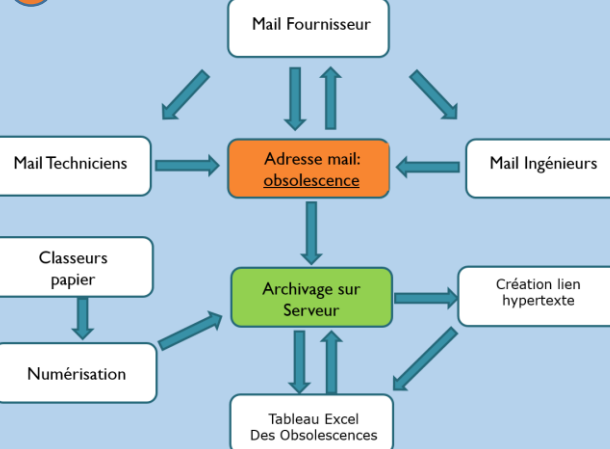 Mail Fournisseur
Mail Techniciens
Adresse mail:
obsolescence
Mail Ingénieurs
Classeurs
papier
Archivage sur
Serveur
Création lien
hypertexte
Numérisation
Tableau Excel
Des Obsolescences